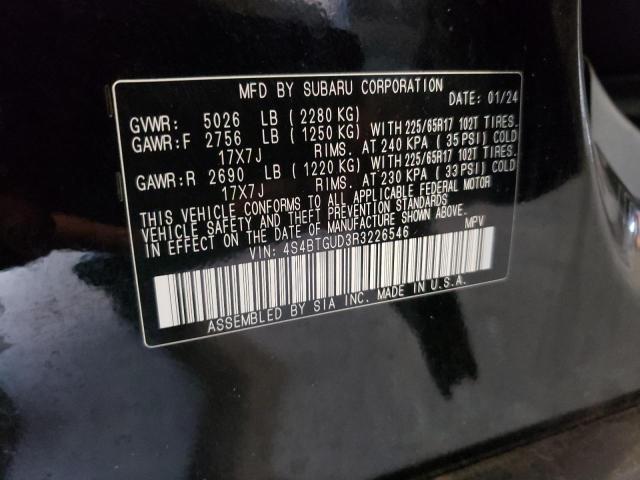 MFD BY SUBARU CORPORATION
DATE: 01/24
GVWR: 5026 LB ( 2280 KG)
GAWR:F 2756 LB ( 1250 KG) WITH 225/65R17 102T TIRES.
17X7J RIMS. AT 240 KPA ( 35 PSI) COLD
GAWR:R 2690 LB ( 1220 KG) WITH 225/65R17 102T TIRES.
17X7J RIMS. AT 230 KPA ( 33 PSI) COLD
THIS VEHICLE CONFORMS TO ALL APPLICABLE FEDERAL MOTOR
VEHICLE SAFETY AND THEFT PREVENTION STANDARDS
IN EFFECT ON THE DATE OF MANUFACTURE SHOWN ABOVE.
VIN: 4S4BTGUD3R3226546 MPV
ASSEMBLED BY SIA INC. MADE IN U.S.A.